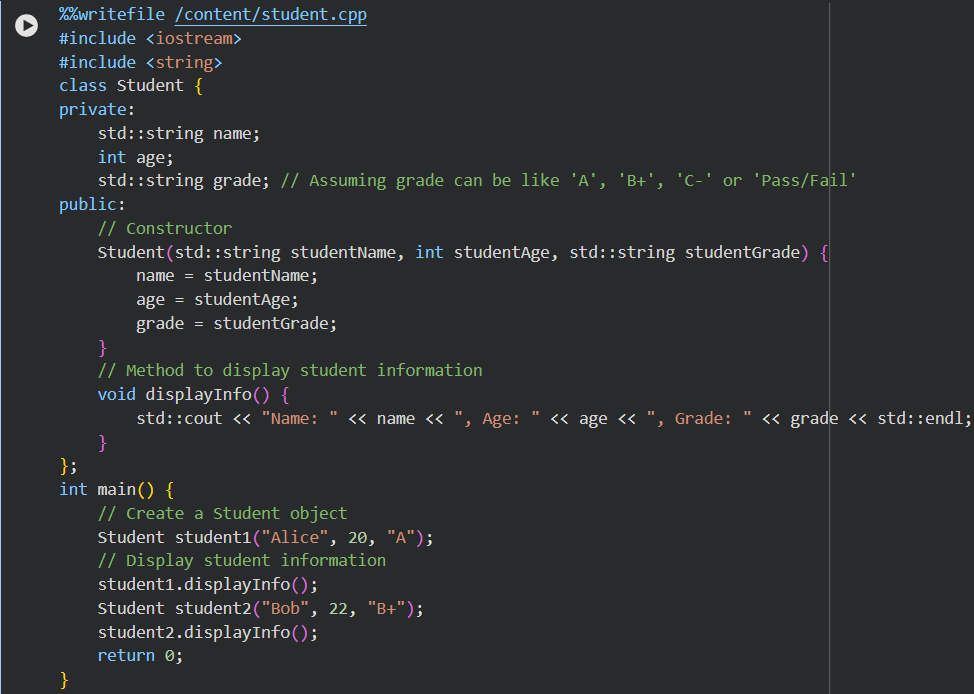 %%writefile /content/student.cpp
#include <iostream>
#include <string>
class Student {
private:
    std::string name;
    int age;
    std::string grade; // Assuming grade can be like 'A', 'B+', 'C-' or 'Pass/Fail'
public:
    // Constructor
    Student(std::string studentName, int studentAge, std::string studentGrade) {
        name = studentName;
        age = studentAge;
        grade = studentGrade;
    }
    // Method to display student information
    void displayInfo() {
        std::cout << "Name: " << name << ", Age: " << age << ", Grade: " << grade << std::endl;
    }
};
int main() {
    // Create a Student object
    Student student1("Alice", 20, "A");
    // Display student information
    student1.displayInfo();
    Student student2("Bob", 22, "B+");
    student2.displayInfo();
    return 0;
}